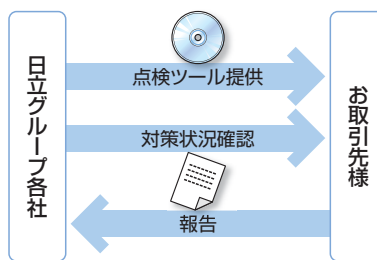 日立グループ各社
点検ツール提供
対策状況確認
報告
お取引先様